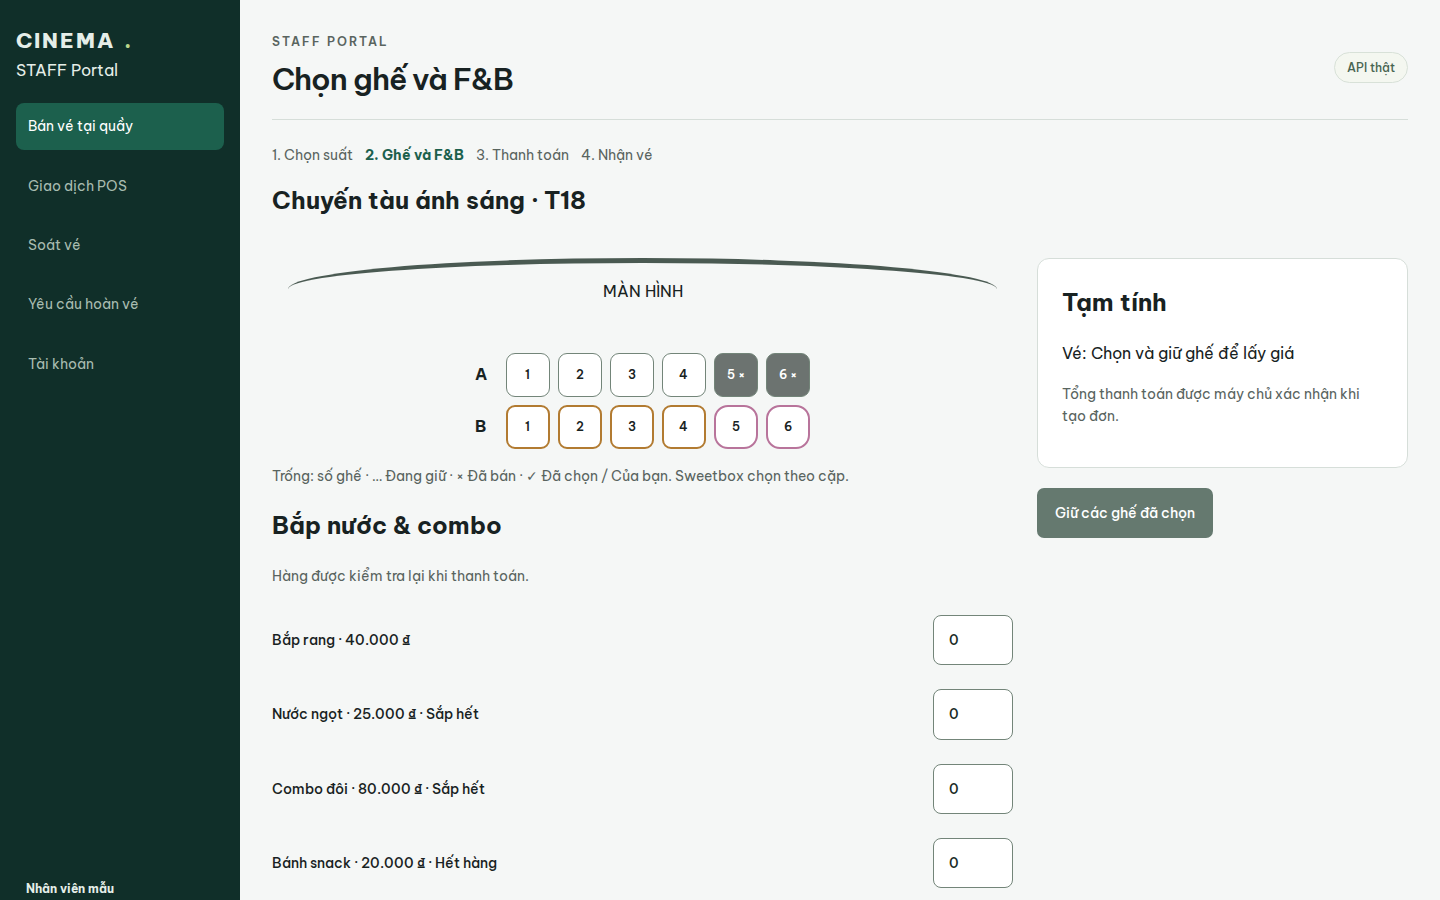 CINEMA .
STAFF Portal
Bán vé tại quầy
Giao dịch POS
Soát vé
Yêu cầu hoàn vé
Tài khoản
Nhân viên mẫu
STAFF PORTAL
Chọn ghế và F&B
API thật
1. Chọn suất 2. Ghế và F&B 3. Thanh toán 4. Nhận vé
Chuyến tàu ánh sáng · T18
MÀN HÌNH
A 1 2 3 4 5 × 6 ×
B 1 2 3 4 5 6
Trống: số ghế · ... Đang giữ · × Đã bán · ✓ Đã chọn / Của bạn. Sweetbox chọn theo cặp.
Bắp nước & combo
Hàng được kiểm tra lại khi thanh toán.
Bắp rang · 40.000 ₫ 0
Nước ngọt · 25.000 ₫ · Sắp hết 0
Combo đôi · 80.000 ₫ · Sắp hết 0
Bánh snack · 20.000 ₫ · Hết hàng 0
Tạm tính
Vé: Chọn và giữ ghế để lấy giá
Tổng thanh toán được máy chủ xác nhận khi
tạo đơn.
Giữ các ghế đã chọn